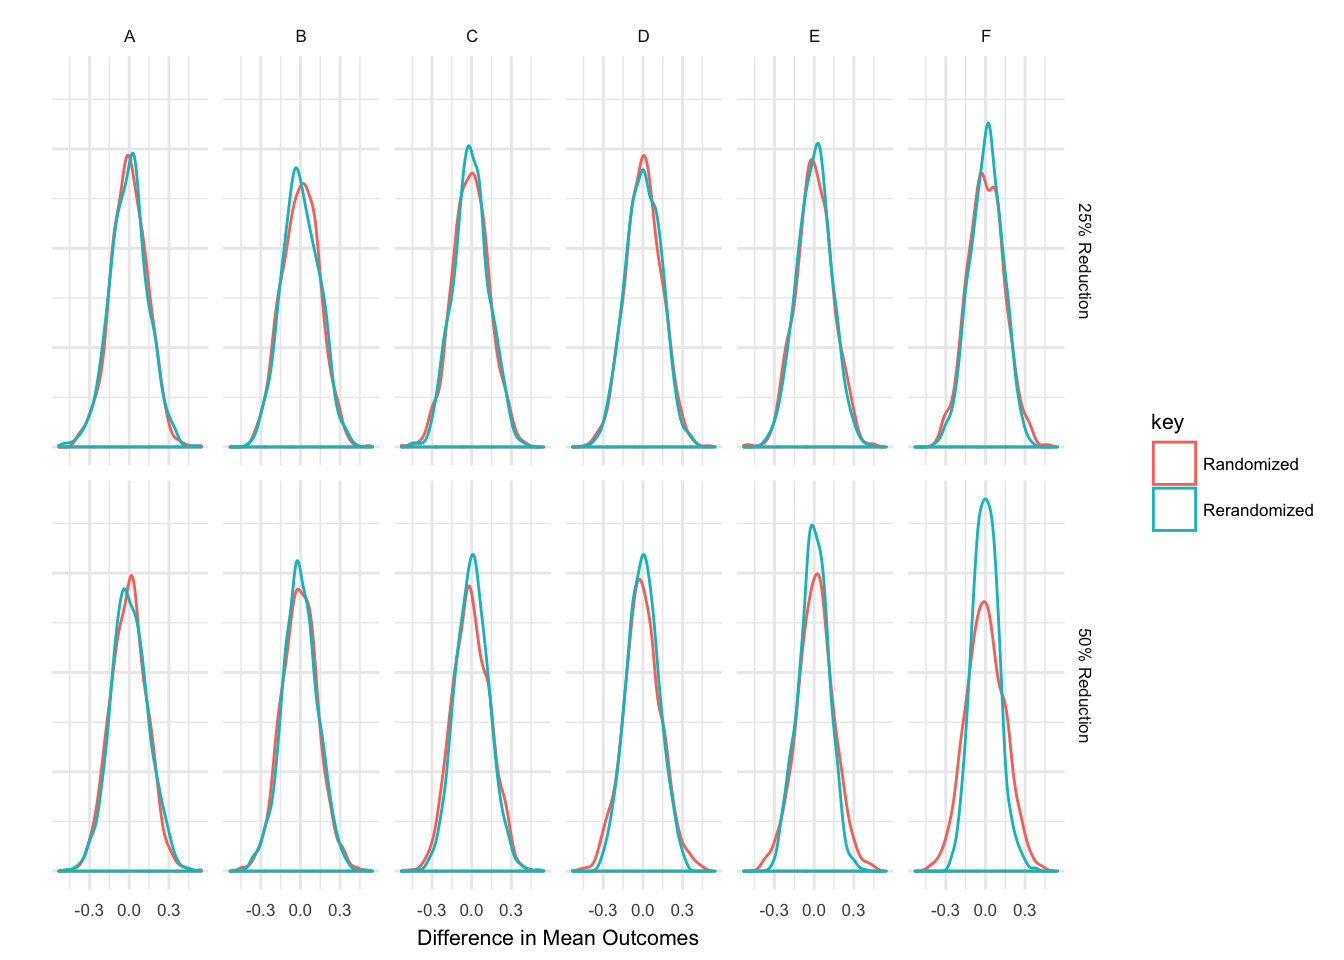 A B C D E F
25% Reduction
50% Reduction
key
Randomized
Rerandomized
-0.3 0.0 0.3 -0.3 0.0 0.3 -0.3 0.0 0.3 -0.3 0.0 0.3 -0.3 0.0 0.3 -0.3 0.0 0.3
Difference in Mean Outcomes